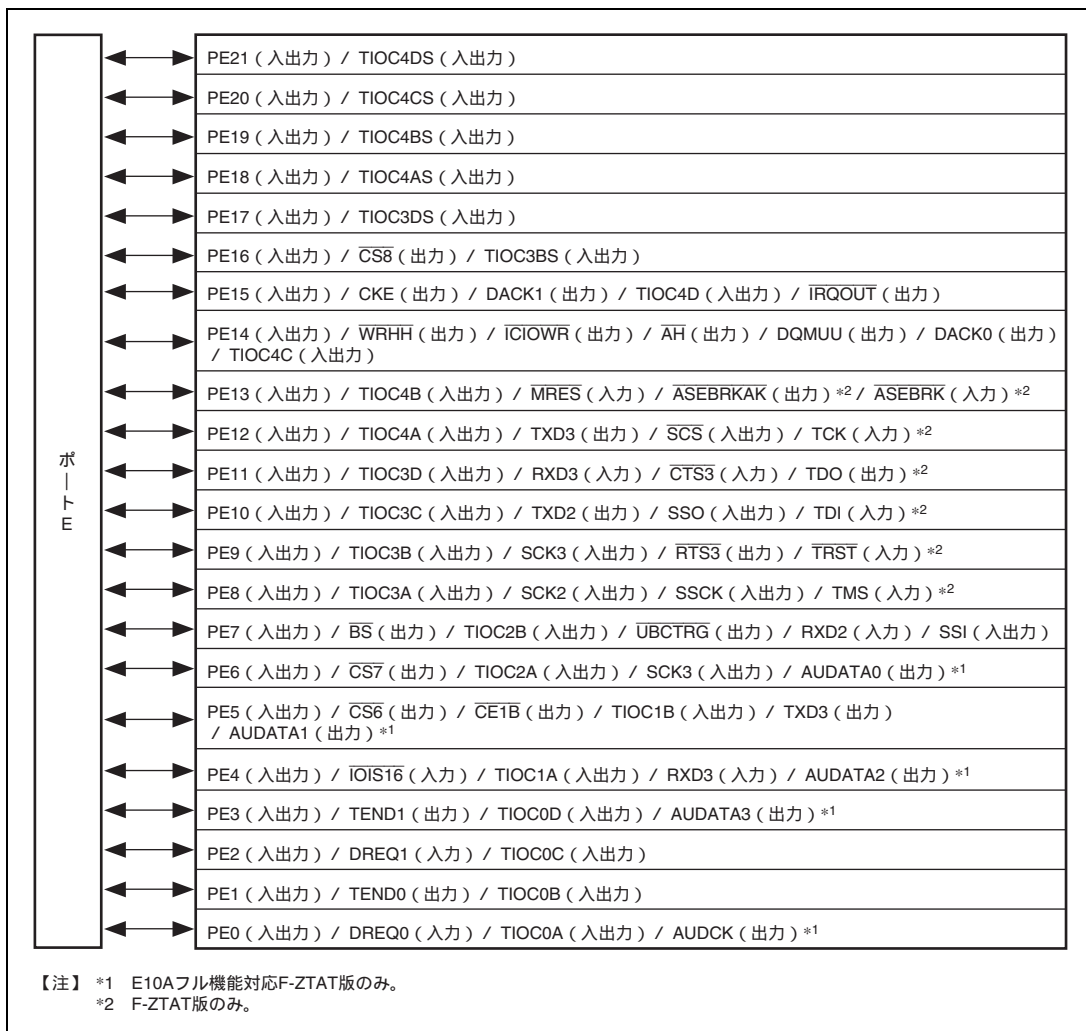 PE21(入出力)/ TIOC4DS(入出力)
PE20(入出力)/ TIOC4CS(入出力)
PE19(入出力)/ TIOC4BS(入出力)
PE18(入出力)/ TIOC4AS(入出力)
PE17(入出力)/ TIOC3DS(入出力)
PE16(入出力)/ CS8(出力)/ TIOC3BS(入出力)
PE15(入出力)/ CKE(出力)/ DACK1(出力)/ TIOC4D(入出力)/ IRQOUT(出力)
PE14(入出力)/ WRHH(出力)/ ICIOWR(出力)/ AH(出力)/ DQMUU(出力)/ DACK0(出力)
/ TIOC4C(入出力)
PE13(入出力)/ TIOC4B(入出力)/ MRES(入力)/ ASEBRKAK(出力)*2 / ASEBRK(入力)*2
PE12(入出力)/ TIOC4A(入出力)/ TXD3(出力)/ SCS(入出力)/ TCK(入力)*2
PE11(入出力)/ TIOC3D(入出力)/ RXD3(入力)/ CTS3(入力)/ TDO(出力)*2
PE10(入出力)/ TIOC3C(入出力)/ TXD2(出力)/ SSO(入出力)/ TDI(入力)*2
PE9(入出力)/ TIOC3B(入出力)/ SCK3(入出力)/ RTS3(出力)/ TRST(入力)*2
PE8(入出力)/ TIOC3A(入出力)/ SCK2(入出力)/ SSCK(入出力)/ TMS(入力)*2
PE7(入出力)/ BS(出力)/ TIOC2B(入出力)/ UBCTRG(出力)/ RXD2(入力)/ SSI(入出力)
PE6(入出力)/ CS7(出力)/ TIOC2A(入出力)/ SCK3(入出力)/ AUDATA0(出力)*1
PE5(入出力)/ CS6(出力)/ CE1B(出力)/ TIOC1B(入出力)/ TXD3(出力)
/ AUDATA1(出力)*1
PE4(入出力)/ IOIS16(入力)/ TIOC1A(入出力)/ RXD3(入力)/ AUDATA2(出力)*1
PE3(入出力)/ TEND1(出力)/ TIOC0D(入出力)/ AUDATA3(出力)*1
PE2(入出力)/ DREQ1(入力)/ TIOC0C(入出力)
PE1(入出力)/ TEND0(出力)/ TIOC0B(入出力)
PE0(入出力)/ DREQ0(入力)/ TIOC0A(入出力)/ AUDCK(出力)*1
ポートE
【注】 *1 E10Aフル機能対応F-ZTAT版のみ。
*2 F-ZTAT版のみ。